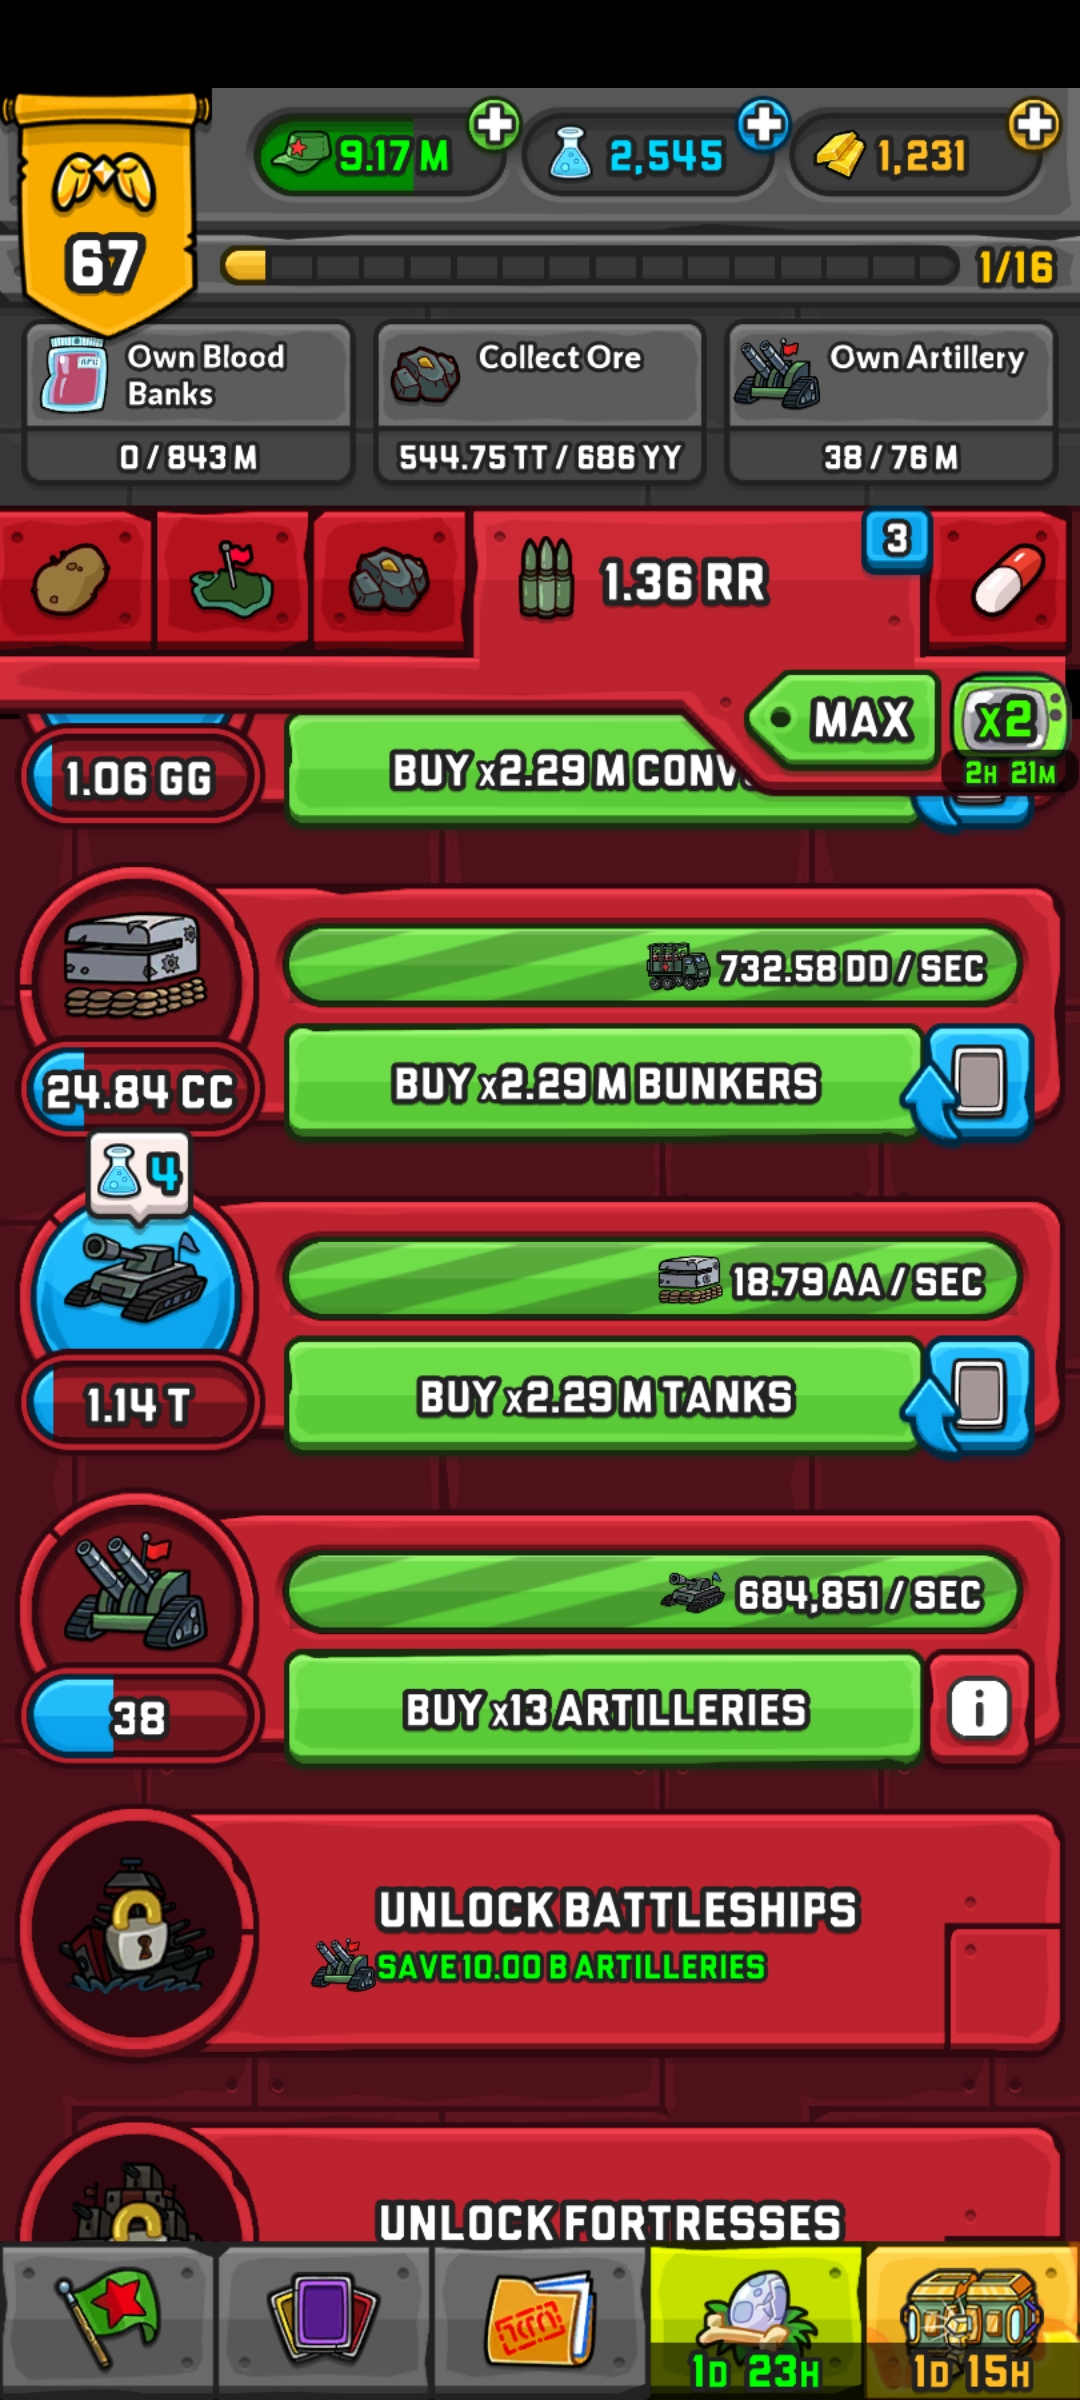 9.17 M
2,545
1,231
67
1/16
Own Blood
Banks
0 / 843 M
Collect Ore
544.75 TT / 686 YY
Own Artillery
38 / 76 M
1.36 RR
3
MAX
x2
2H 21M
1.06 GG
BUY x2.29 M CONV
732.58 DD / SEC
24.84 CC
BUY x2.29 M BUNKERS
4
18.79 AA / SEC
1.14 T
BUY x2.29 M TANKS
684,851 / SEC
38
BUY x13 ARTILLERIES
i
UNLOCK BATTLESHIPS
SAVE 10.00 B ARTILLERIES
UNLOCK FORTRESSES
1D 23H
1D 15H